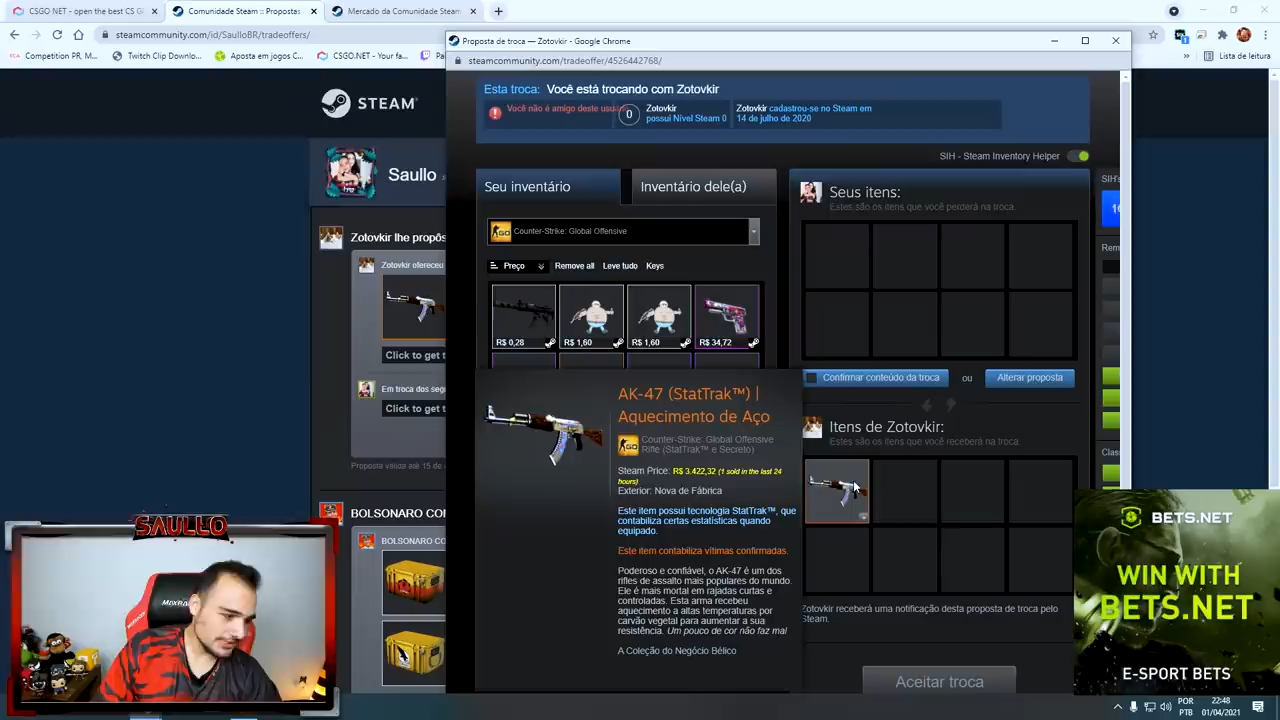 CSGO NET - open the best CS G
Comunidade Steam :: Propostas
Mercado da Comunidade Steam
Proposta de troca — Zotovkir - Google Chrome
steamcommunity.com/id/SaulloBR/tradeoffers/
steamcommunity.com/tradeoffer/4526442768/
Competition PR, M...
Twitch Clip Downlo...
Aposta em jogos C...
CSGO.NET - Your fa...
Lista de leitura
Esta troca: Você está trocando com Zotovkir
Você não é amigo deste usuário
0
Zotovkir
possui Nível Steam 0
Zotovkir cadastrou-se no Steam em
14 de julho de 2020
STEAM
SIH - Steam Inventory Helper
Saullo
Seu inventário
Inventário dele(a)
Seus itens:
Estes são os itens que você perderá na troca.
Counter-Strike: Global Offensive
Zotovkir lhe propôs
Zotovkir ofereceu
Preço
Remove all
Leve tudo
Keys
R$ 0,28
R$ 1,60
R$ 1,60
R$ 34,72
Click to get t
Em troca dos seg
Click to get t
Proposta válida até 15 de
Confirmar conteúdo da troca
ou
Alterar proposta
AK-47 (StatTrak™) |
Aquecimento de Aço
Counter-Strike: Global Offensive
Rifle (StatTrak™ e Secreto)
Steam Price: R$ 3.422,32 (1 sold in the last 24
hours)
Exterior: Nova de Fábrica
Este item possui tecnologia StatTrak™, que
contabiliza certas estatísticas quando
equipado.
Este item contabiliza vítimas confirmadas.
Poderoso e confiável, o AK-47 é um dos
rifles de assalto mais populares do mundo.
Ele é mais mortal em rajadas curtas e
controladas. Esta arma recebeu
aquecimento a altas temperaturas por
carvão vegetal para aumentar a sua
resistência. Um pouco de cor não faz mal
A Coleção do Negócio Bélico
Itens de Zotovkir:
Estes são os itens que você receberá na troca.
Zotovkir receberá uma notificação desta proposta de troca pelo
Steam.
Aceitar troca
SIH's
Rem
Class
BOLSONARO CO
BOLSONARO CO
SAULLO
BETS.NET
WIN WITH
BETS.NET
E-SPORT BETS
POR
PTB
22:48
01/04/2021